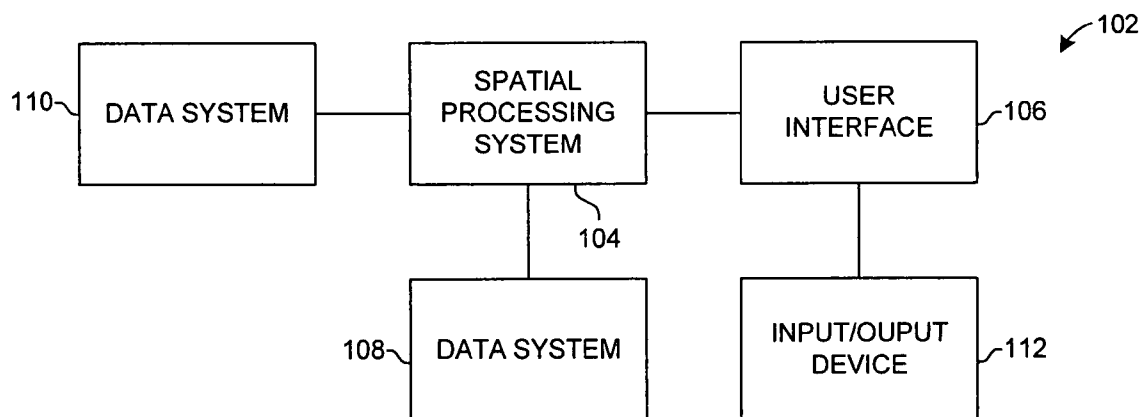 102
110
DATA SYSTEM
SPATIAL
PROCESSING
SYSTEM
USER
INTERFACE
106
104
108
DATA SYSTEM
INPUT/OUPUT
DEVICE
112